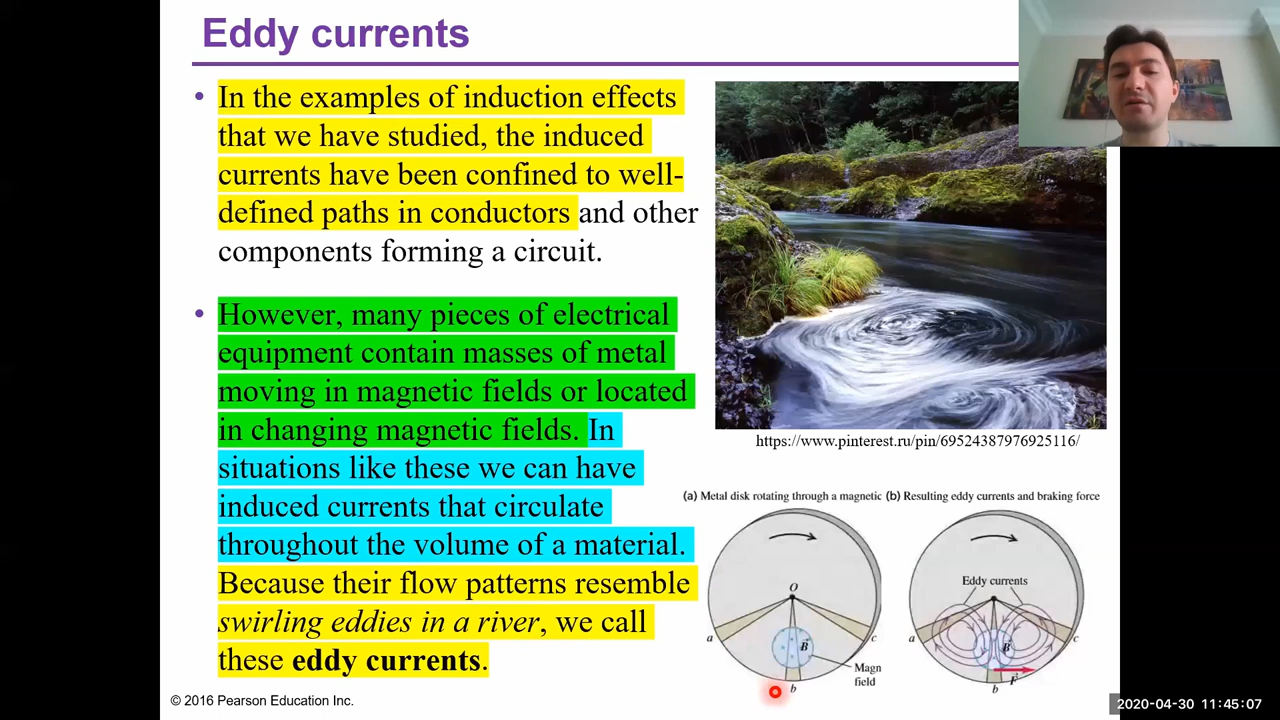 Eddy currents
• In the examples of induction effects
that we have studied, the induced
currents have been confined to well-
defined paths in conductors and other
components forming a circuit.
• However, many pieces of electrical
equipment contain masses of metal
moving in magnetic fields or located
in changing magnetic fields. In
situations like these we can have
induced currents that circulate
throughout the volume of a material.
Because their flow patterns resemble
swirling eddies in a river, we call
these eddy currents.
https://www.pinterest.ru/pin/69524387976925116/
(a) Metal disk rotating through a magnetic (b) Resulting eddy currents and braking force
O
a
B
c
Magn
field
b
Eddy currents
a
B
c
F
b
© 2016 Pearson Education Inc.
2020-04-30 11:45:07